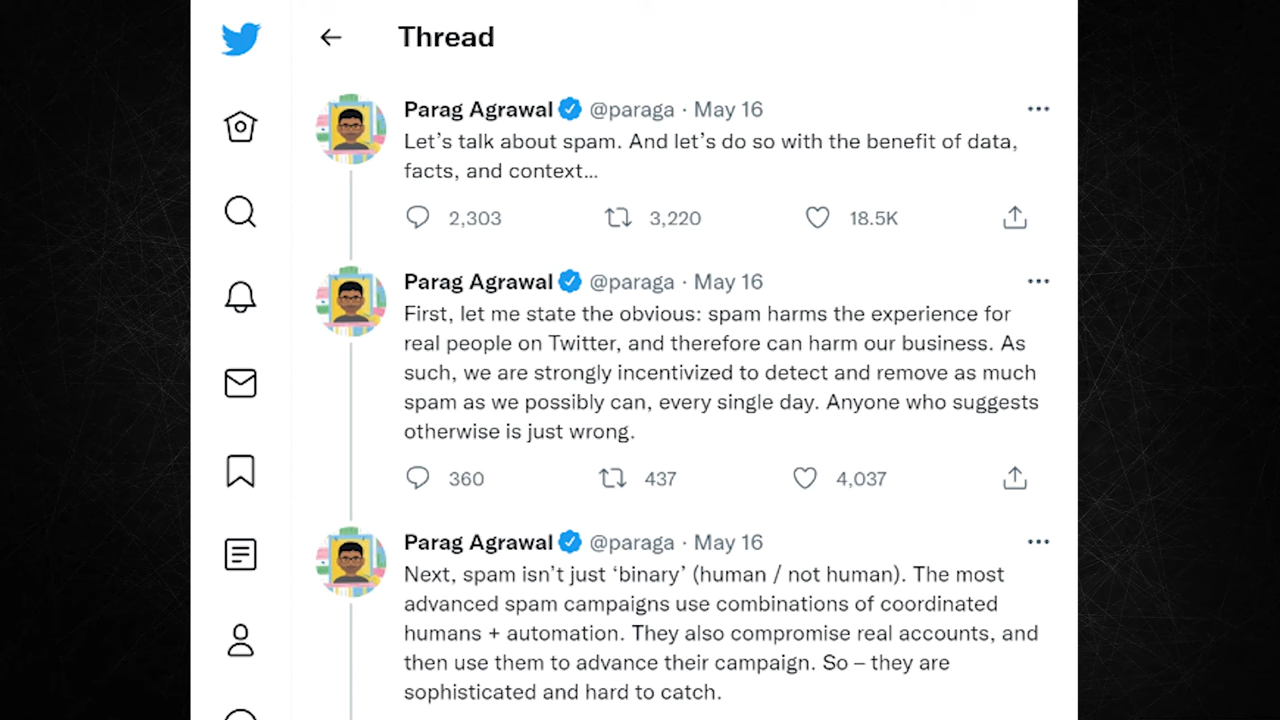 Thread
Parag Agrawal @paraga · May 16
Let’s talk about spam. And let’s do so with the benefit of data,
facts, and context...
2,303 3,220 18.5K
Parag Agrawal @paraga · May 16
First, let me state the obvious: spam harms the experience for
real people on Twitter, and therefore can harm our business. As
such, we are strongly incentivized to detect and remove as much
spam as we possibly can, every single day. Anyone who suggests
otherwise is just wrong.
360 437 4,037
Parag Agrawal @paraga · May 16
Next, spam isn’t just ‘binary’ (human / not human). The most
advanced spam campaigns use combinations of coordinated
humans + automation. They also compromise real accounts, and
then use them to advance their campaign. So – they are
sophisticated and hard to catch.